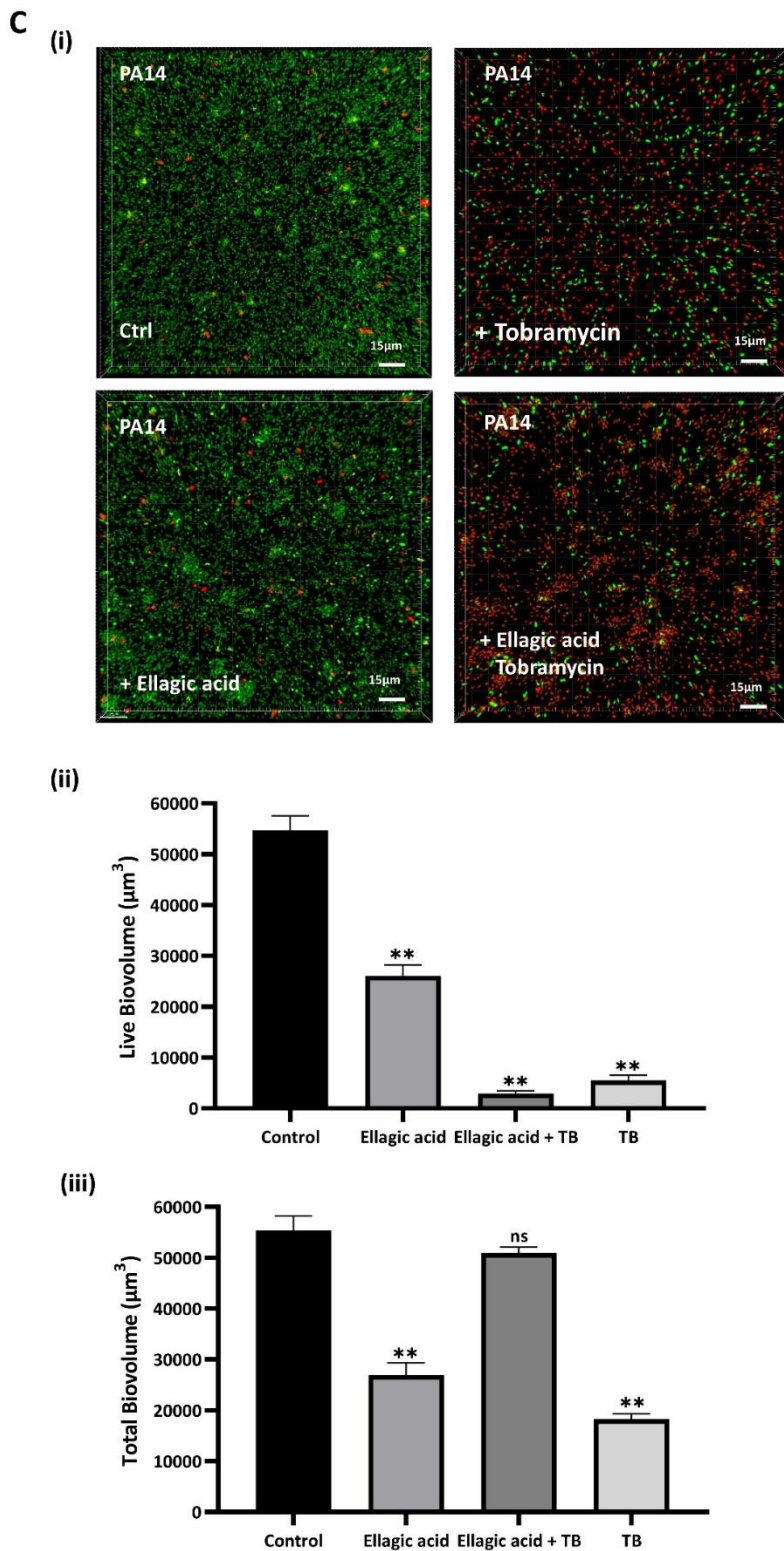 C
(i)
PA14
Ctrl
15μm
PA14
+ Tobramycin
15μm
PA14
+ Ellagic acid
15μm
PA14
+ Ellagic acid
Tobramycin
15μm
(ii)
Live Biovolume (μm³)
60000
50000
40000
30000
20000
10000
0
**
**
**
Control
Ellagic acid
Ellagic acid + TB
TB
(iii)
Total Biovolume (μm³)
60000
50000
40000
30000
20000
10000
0
**
ns
**
Control
Ellagic acid
Ellagic acid + TB
TB